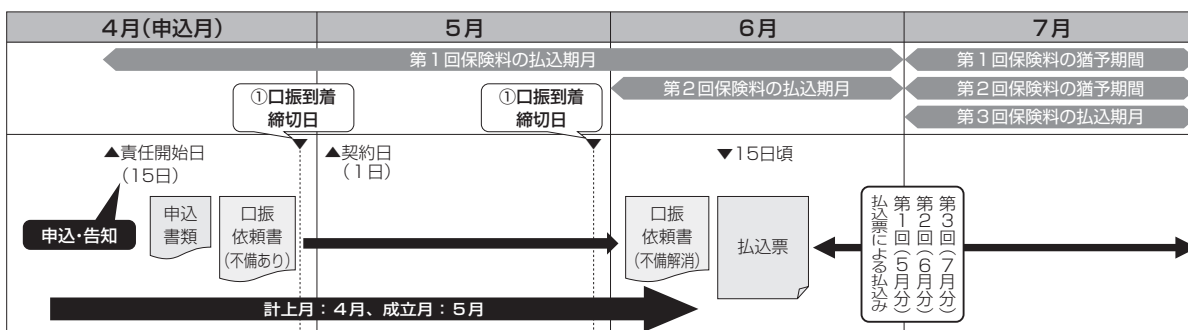 4月(申込月)
5月
6月
7月
第1回保険料の払込期月
第1回保険料の猶予期間
第2回保険料の払込期月
第2回保険料の猶予期間
第3回保険料の払込期月
①口振到着
締切日
①口振到着
締切日
▲責任開始日
(15日)
▲契約日
(1日)
▼15日頃
申込・告知
申込
書類
口振
依頼書
(不備あり)
口振
依頼書
(不備解消)
払込票
第3回(7月分)
第2回(6月分)
第1回(5月分)
払込票による払込み
計上月:4月、成立月:5月